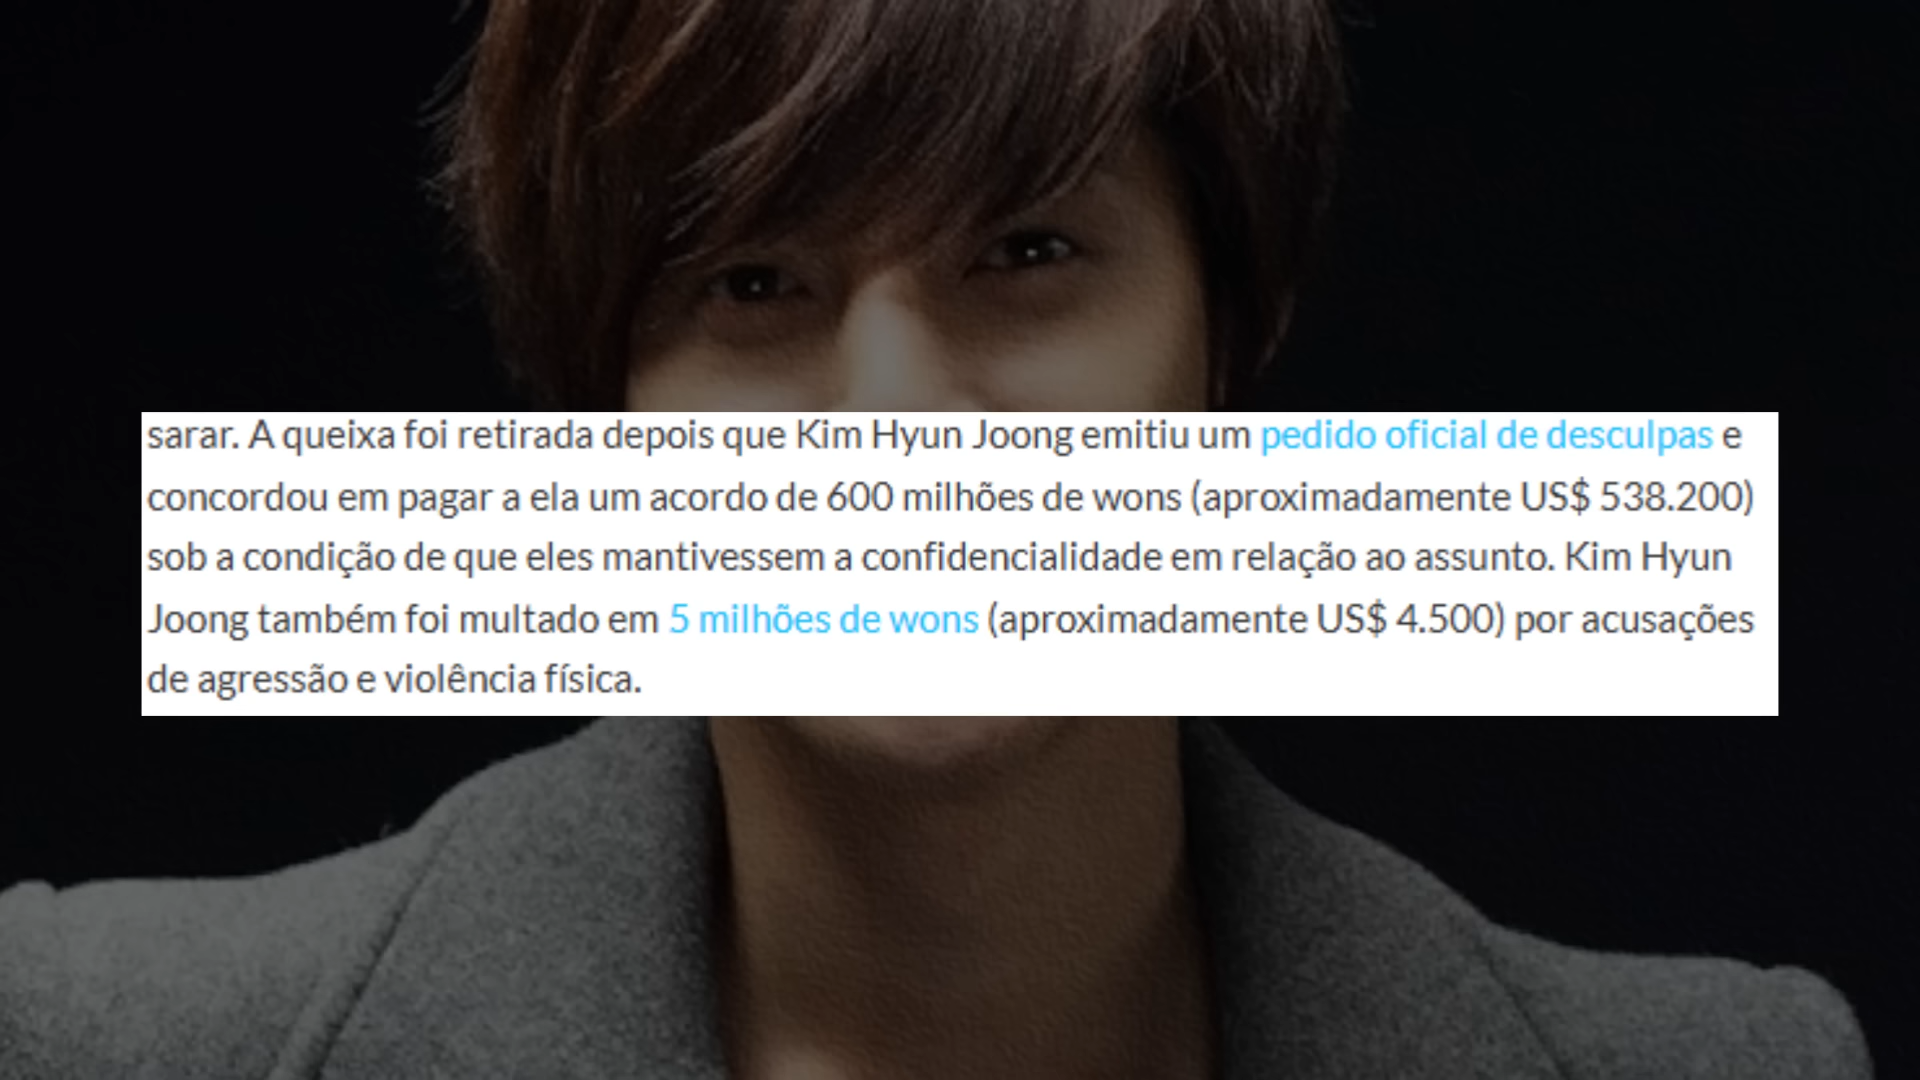 sarar. A queixa foi retirada depois que Kim Hyun Joong emitiu um pedido oficial de desculpas e
concordou em pagar a ela um acordo de 600 milhões de wons (aproximadamente US$ 538.200)
sob a condição de que eles mantivessem a confidencialidade em relação ao assunto. Kim Hyun
Joong também foi multado em 5 milhões de wons (aproximadamente US$ 4.500) por acusações
de agressão e violência física.